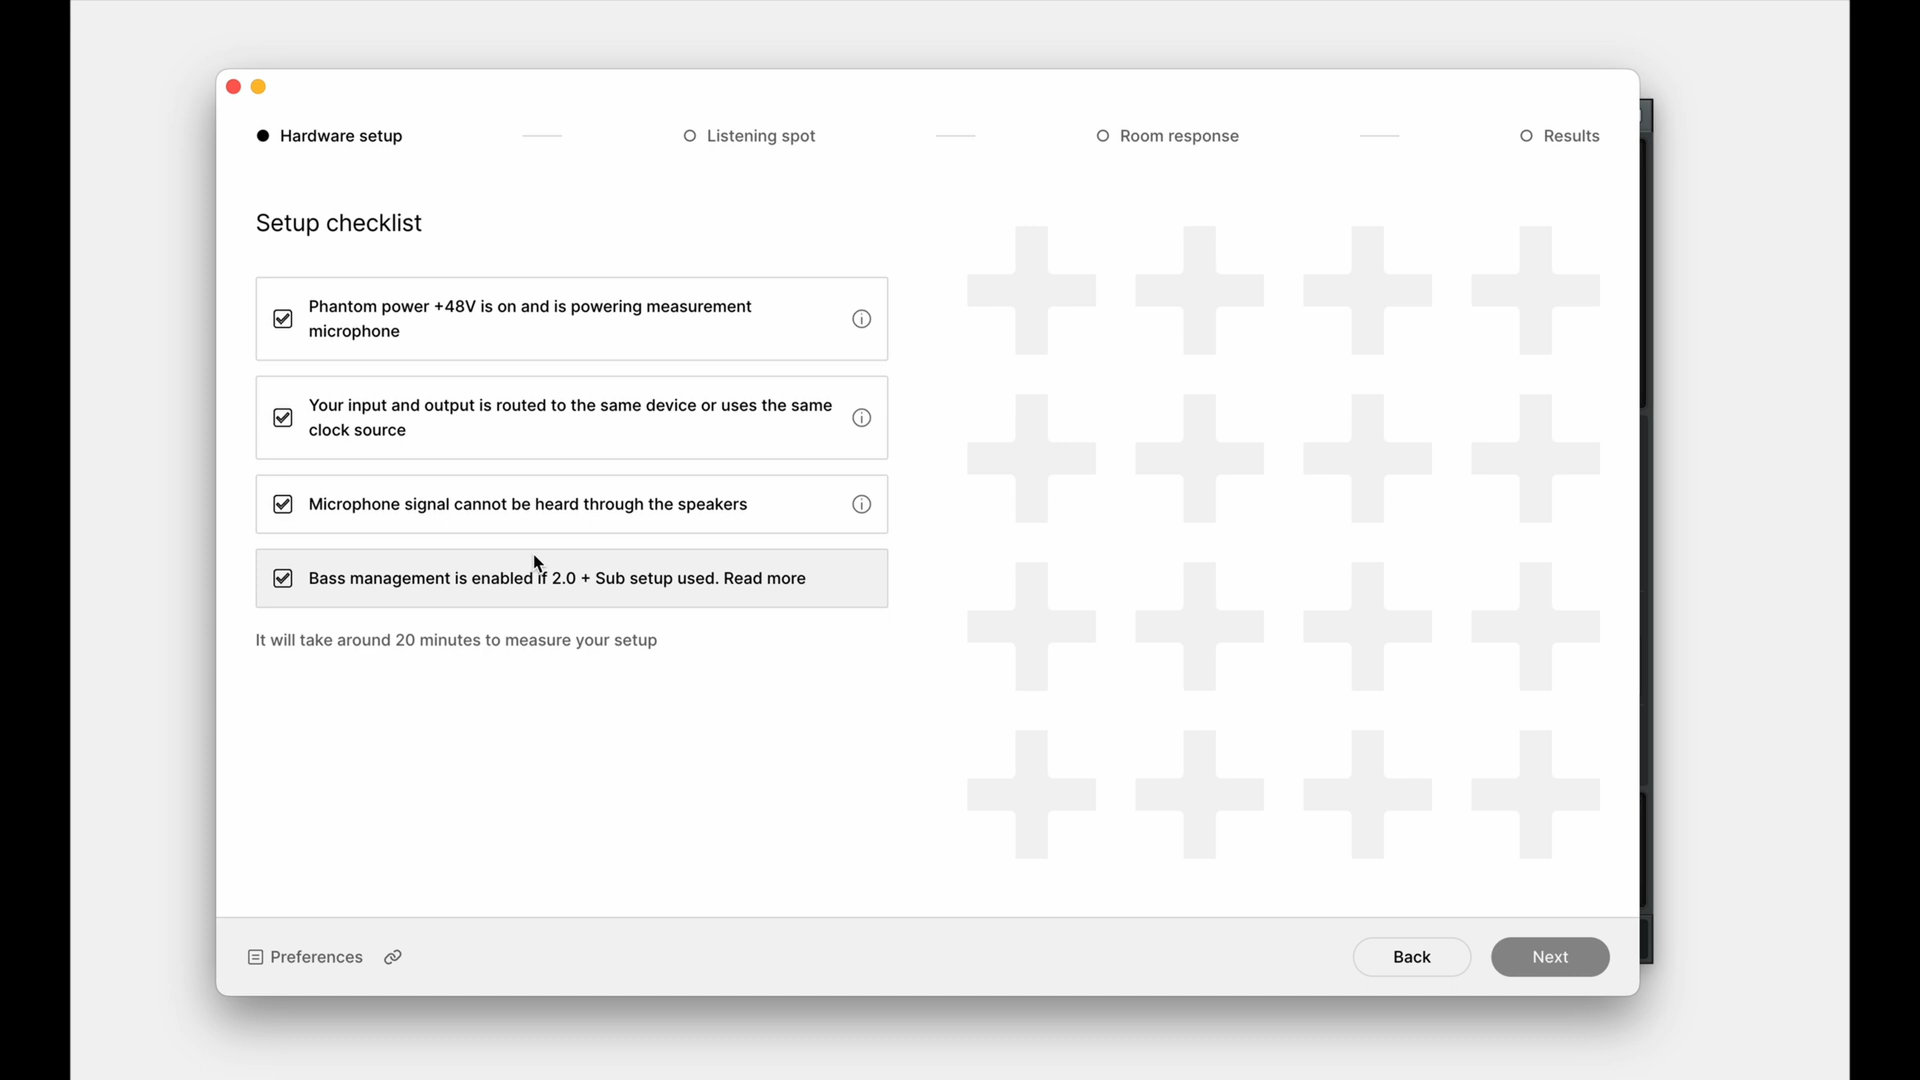 Hardware setup
Listening spot
Room response
Results
Setup checklist
Phantom power +48V is on and is powering measurement
microphone
Your input and output is routed to the same device or uses the same
clock source
Microphone signal cannot be heard through the speakers
Bass management is enabled if 2.0 + Sub setup used. Read more
It will take around 20 minutes to measure your setup
Preferences
Back
Next